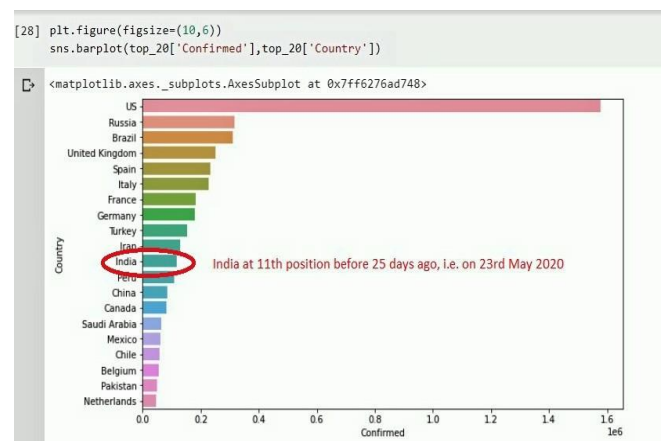 [28] plt.figure(figsize=(10,6))
sns.barplot(top_20['Confirmed'],top_20['Country'])
<matplotlib.axes._subplots.AxesSubplot at 0x7ff6276ad748>
US
Russia
Brazil
United Kingdom
Spain
Italy
France
Germany
Turkey
Iran
India
India at 11th position before 25 days ago, i.e. on 23rd May 2020
Peru
China
Canada
Saudi Arabia
Mexico
Chile
Belgium
Pakistan
Netherlands
Country
0.0 0.2 0.4 0.6 0.8 1.0 1.2 1.4 1.6
1e6
Confirmed